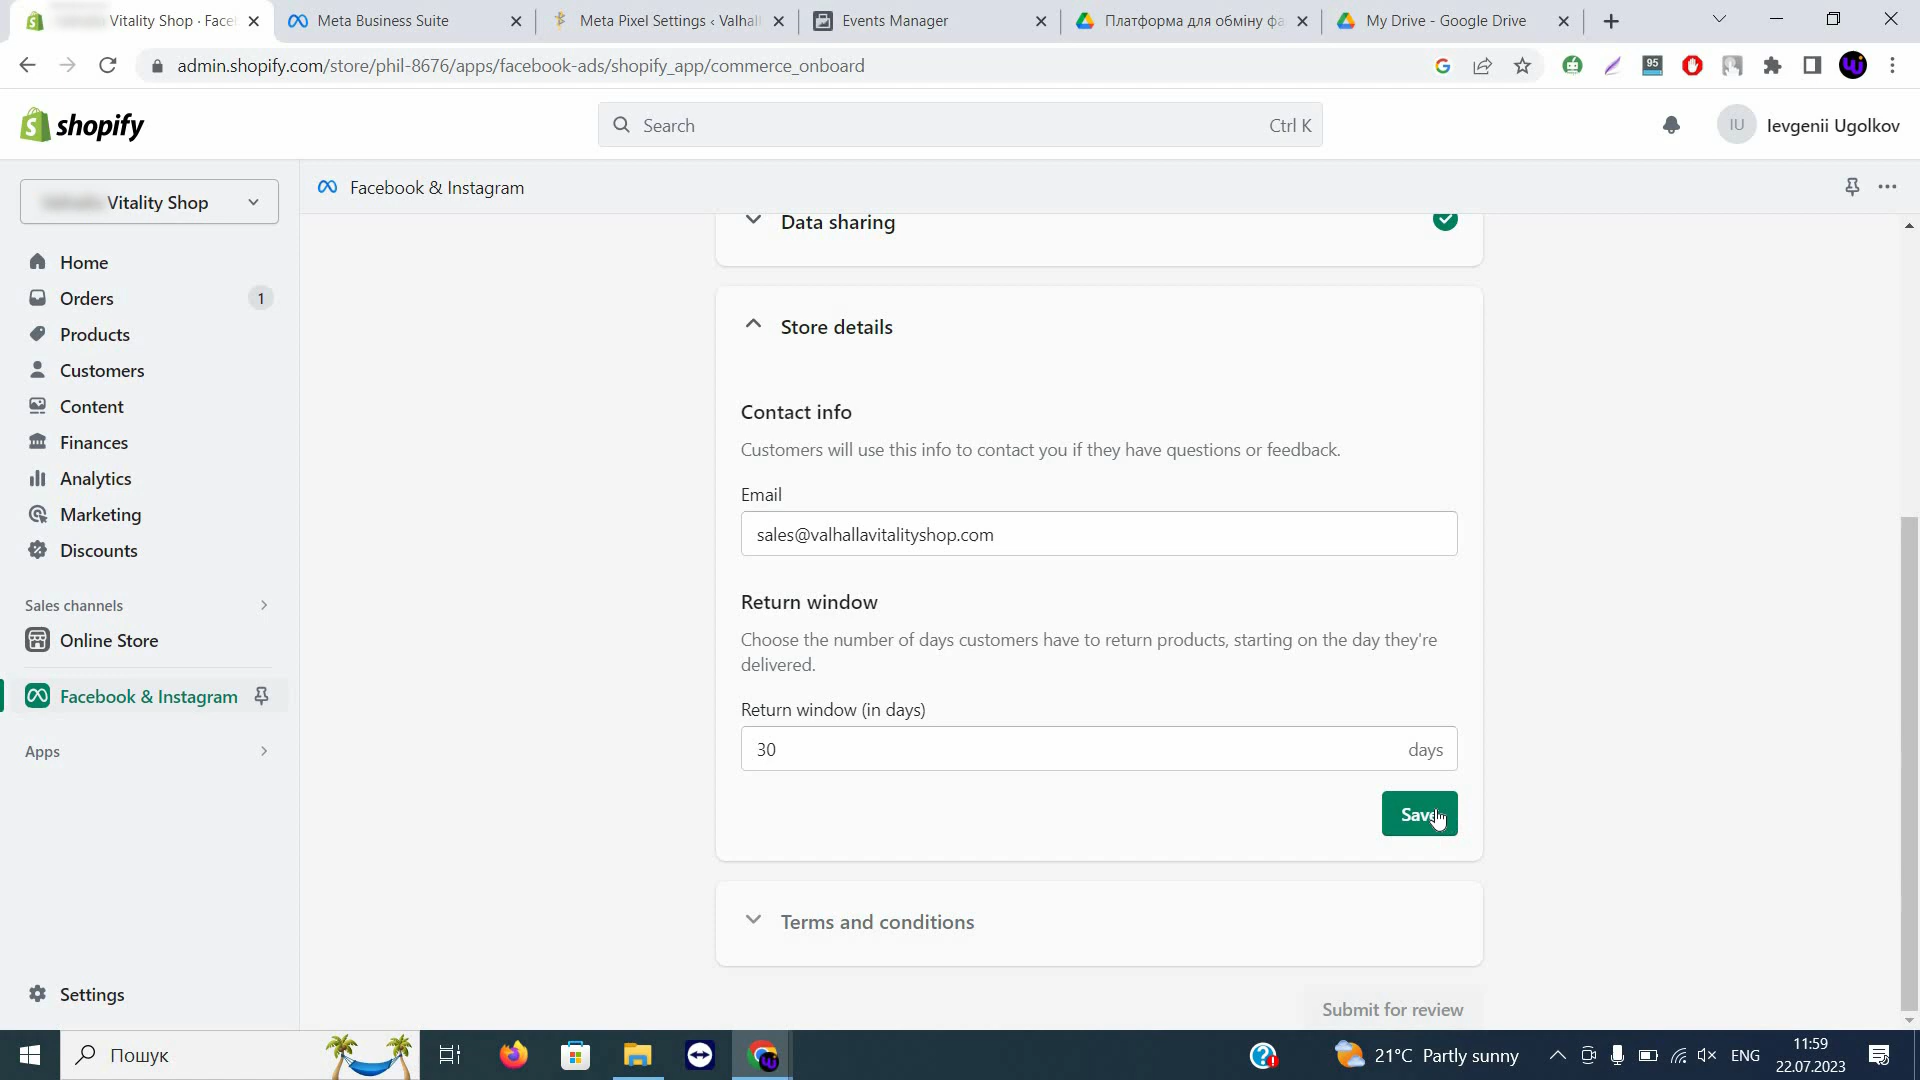 Vitality Shop · Facel
Meta Business Suite
Meta Pixel Settings ‹ Valhall
Events Manager
Платформа для обміну фа
My Drive - Google Drive
admin.shopify.com/store/phil-8676/apps/facebook-ads/shopify_app/commerce_onboard
95
shopify
Search
Ctrl K
IU
Ievgenii Ugolkov
Vitality Shop
Facebook & Instagram
Home
Orders
1
Products
Customers
Content
Finances
Analytics
Marketing
Discounts
Sales channels
Online Store
Facebook & Instagram
Apps
Settings
Data sharing
Store details
Contact info
Customers will use this info to contact you if they have questions or feedback.
Email
sales@valhallavitalityshop.com
Return window
Choose the number of days customers have to return products, starting on the day they're
delivered.
Return window (in days)
30
days
Save
Terms and conditions
Submit for review
Пошук
21°C Partly sunny
ENG
11:59
22.07.2023